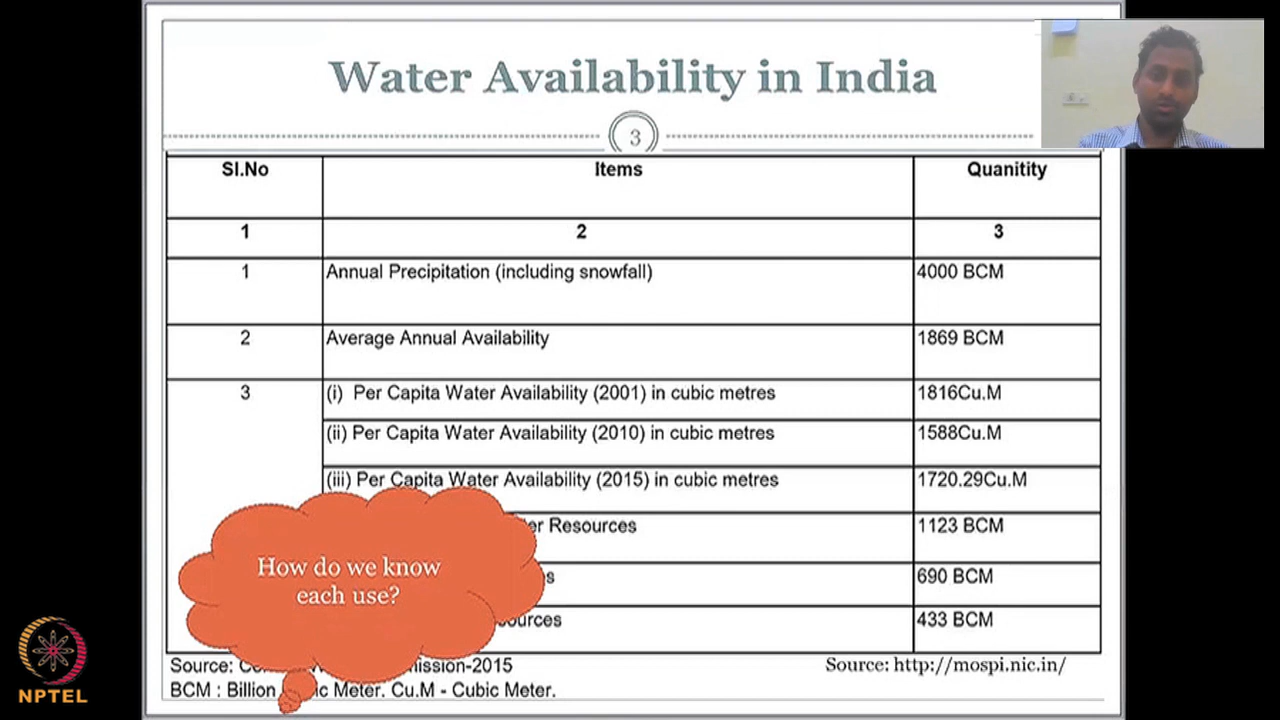 Water Availability in India
3
Sl.No Items Quanitity
1 2 3
1 Annual Precipitation (including snowfall) 4000 BCM
2 Average Annual Availability 1869 BCM
3 (i) Per Capita Water Availability (2001) in cubic metres 1816Cu.M
(ii) Per Capita Water Availability (2010) in cubic metres 1588Cu.M
(iii) Per Capita Water Availability (2015) in cubic metres 1720.29Cu.M
Resources 1123 BCM
690 BCM
433 BCM
How do we know
each use?
Source: -2015
Source: http://mospi.nic.in/
BCM : Billion Meter. Cu.M - Cubic Meter.
NPTEL